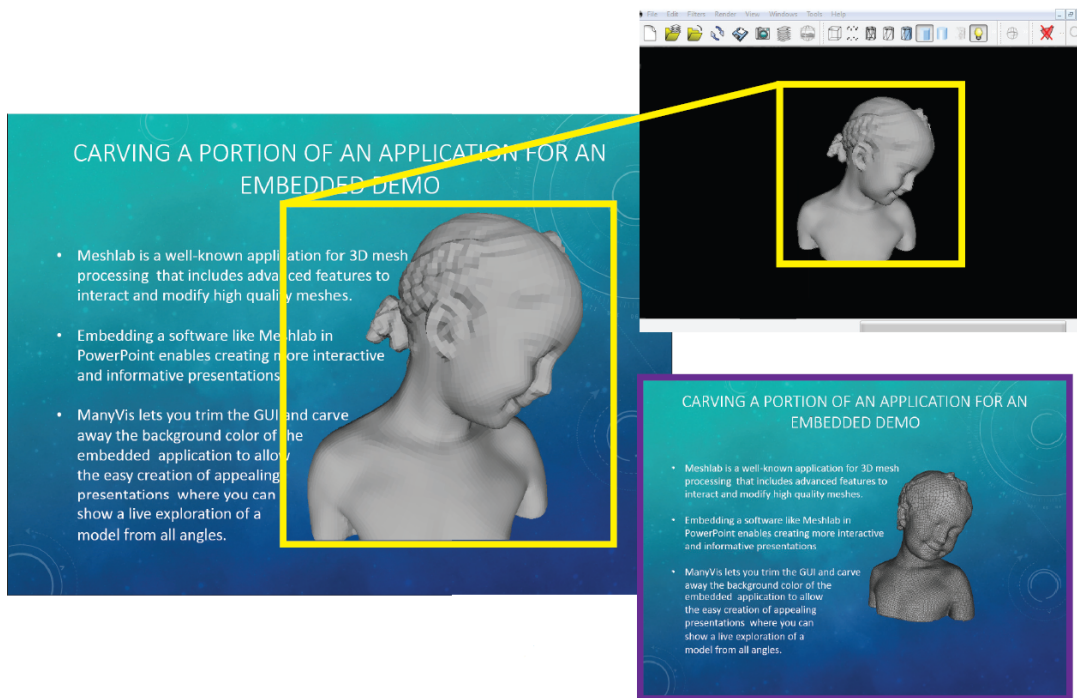 File Edit Filters Render View Windows Tools Help
CARVING A PORTION OF AN APPLICATION FOR AN
EMBEDDED DEMO
• Meshlab is a well-known application for 3D mesh
processing that includes advanced features to
interact and modify high quality meshes.
• Embedding a software like Meshlab in
PowerPoint enables creating more interactive
and informative presentations
• ManyVis lets you trim the GUI and carve
away the background color of the
embedded application to allow
the easy creation of appealing
presentations where you can
show a live exploration of a
model from all angles.
CARVING A PORTION OF AN APPLICATION FOR AN
EMBEDDED DEMO
• Meshlab is a well-known application for 3D mesh
processing that includes advanced features to
interact and modify high quality meshes.
• Embedding a software like Meshlab in
PowerPoint enables creating more interactive
and informative presentations
• ManyVis lets you trim the GUI and carve
away the background color of the
embedded application to allow
the easy creation of appealing
presentations where you can
show a live exploration of a
model from all angles.